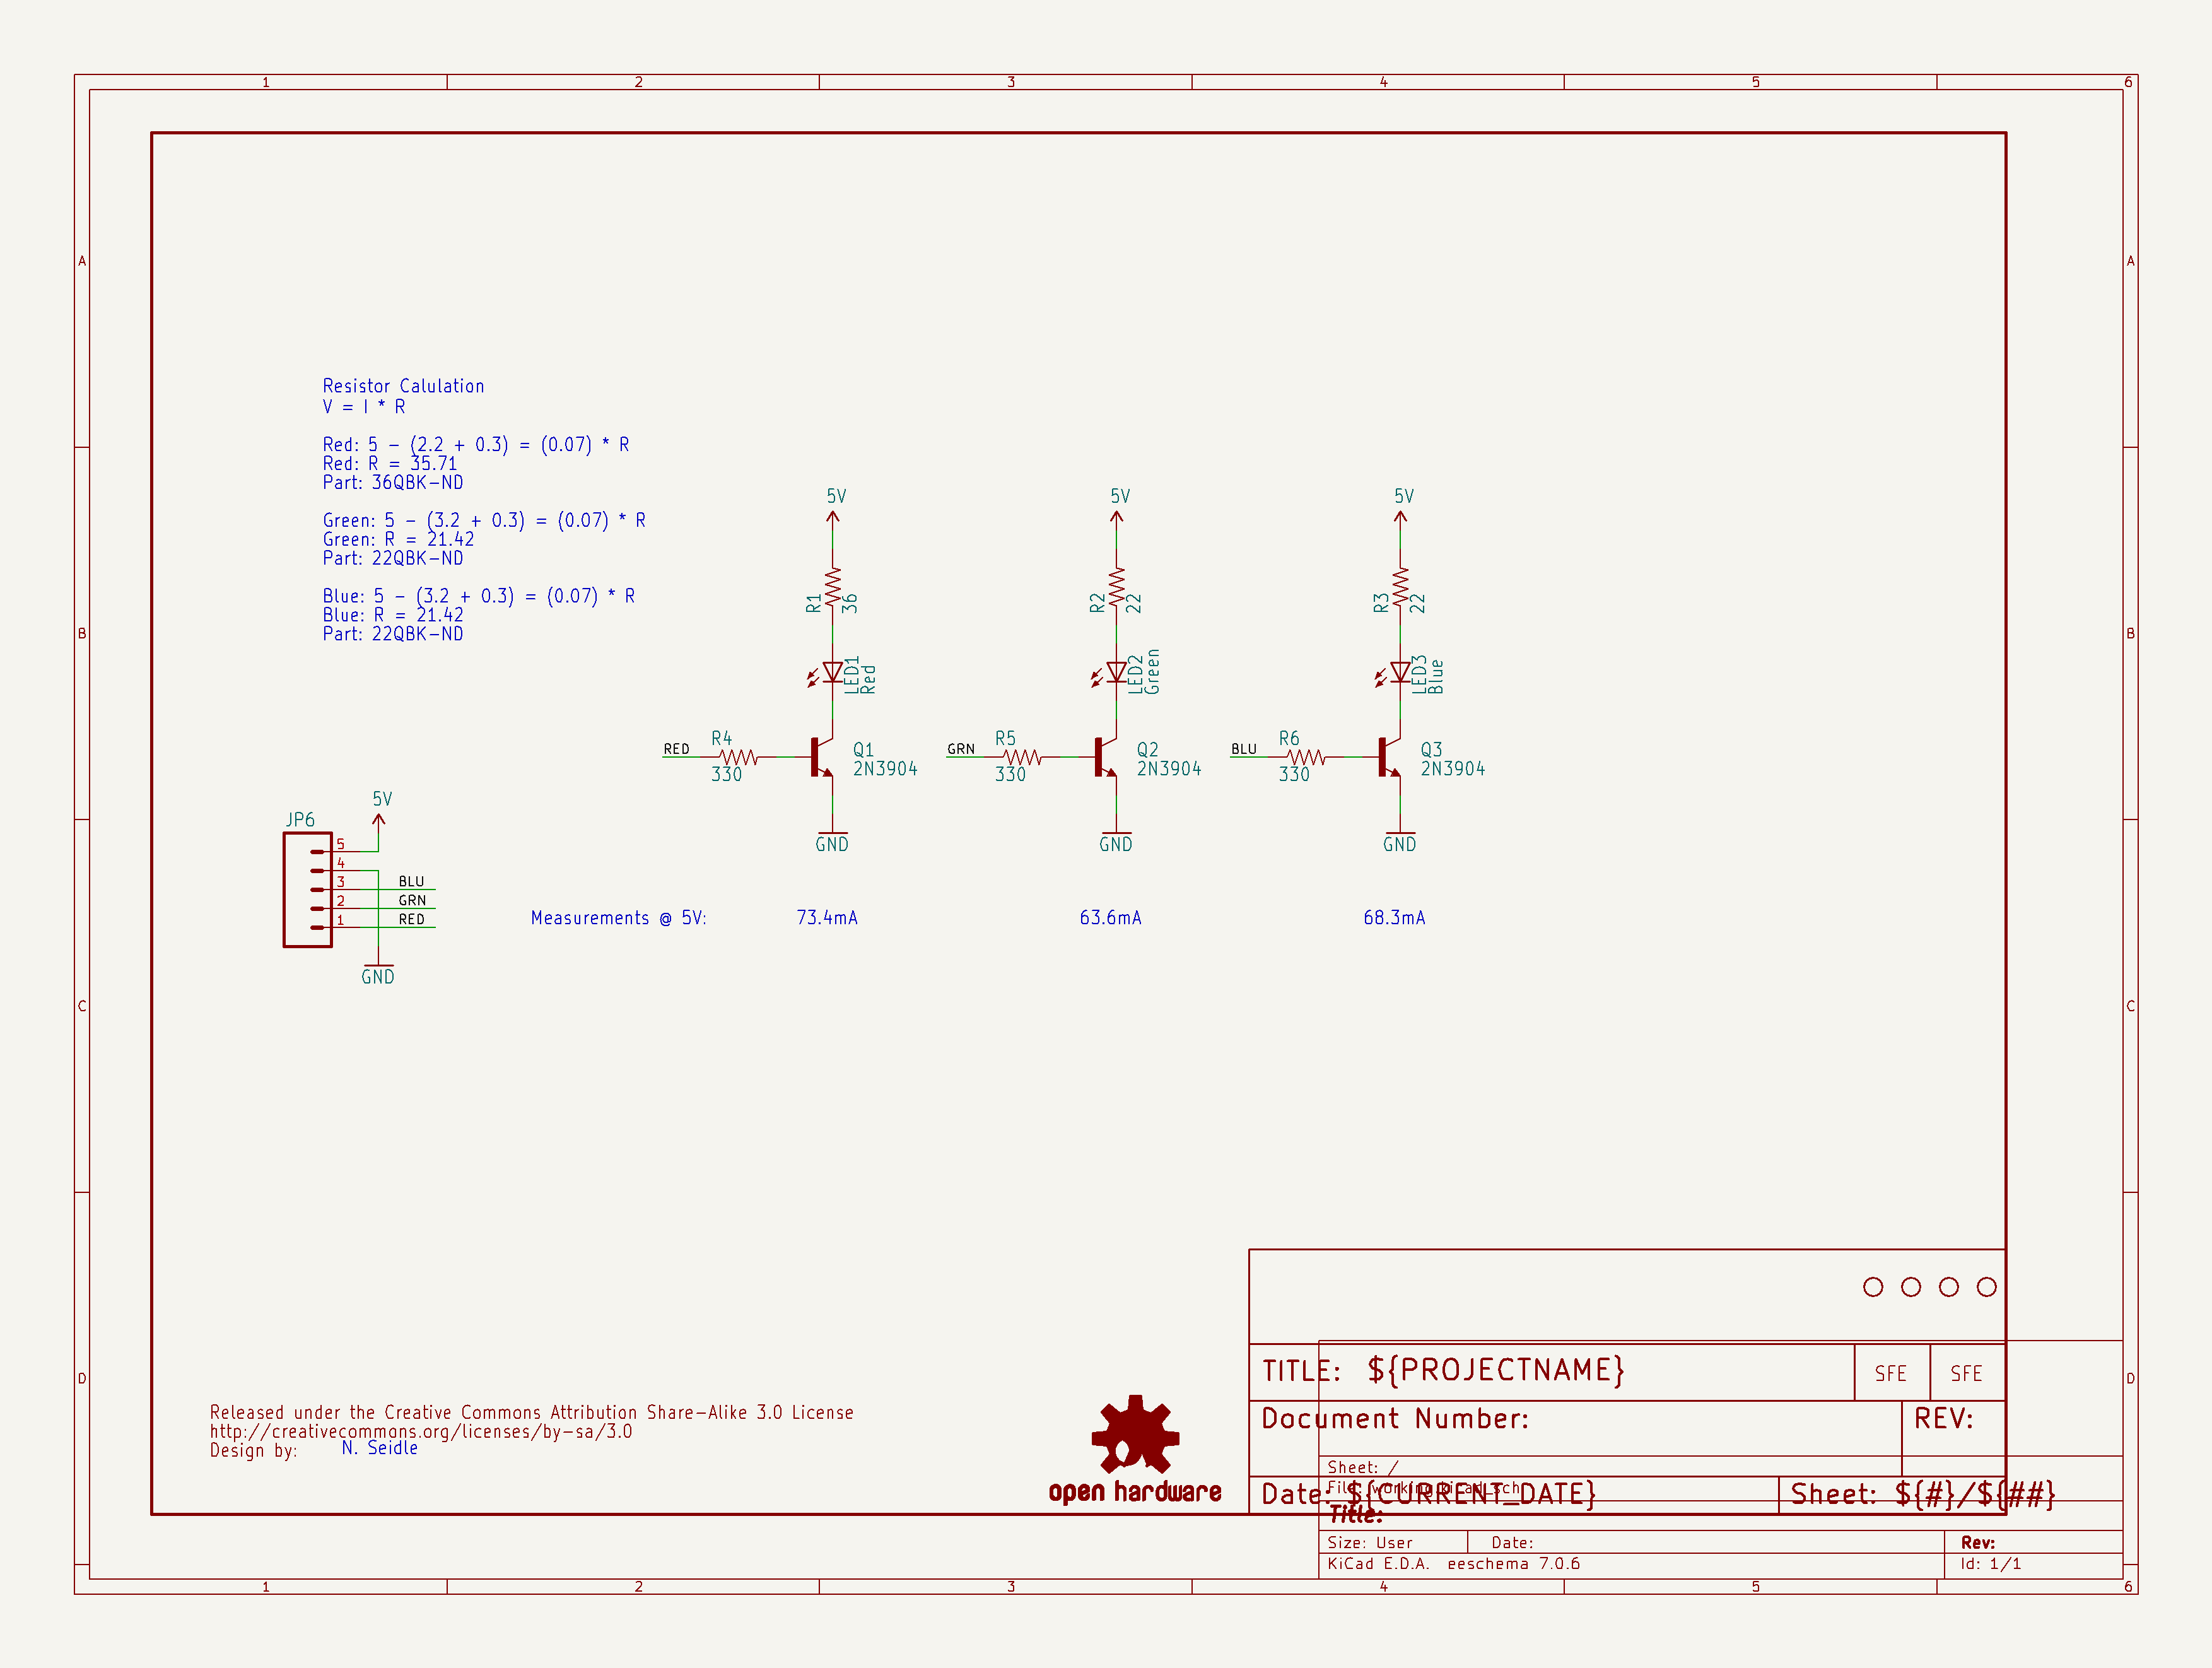 1 2 3 4 5 6
A A
B B
C C
D D
Resistor Calulation
V = I * R
Red: 5 - (2.2 + 0.3) = (0.07) * R
Red: R = 35.71
Part: 36QBK-ND
Green: 5 - (3.2 + 0.3) = (0.07) * R
Green: R = 21.42
Part: 22QBK-ND
Blue: 5 - (3.2 + 0.3) = (0.07) * R
Blue: R = 21.42
Part: 22QBK-ND
5V
R1
36
LED1
Red
RED
R4
330
Q1
2N3904
GND
5V
R2
22
LED2
Green
GRN
R5
330
Q2
2N3904
GND
5V
R3
22
LED3
Blue
BLU
R6
330
Q3
2N3904
GND
5V
JP6
5
4
3 BLU
2 GRN
1 RED
GND
Measurements @ 5V: 73.4mA 63.6mA 68.3mA
Released under the Creative Commons Attribution Share-Alike 3.0 License
http://creativecommons.org/licenses/by-sa/3.0
Design by: N. Seidle
open hardware
TITLE: ${PROJECTNAME} SFE SFE
Document Number: REV:
Date: ${CURRENT_DATE} Sheet: ${#}/${##}
Sheet: /
File: working.kicad_sch
Title:
Size: User Date: Rev:
KiCad E.D.A. eeschema 7.0.6 Id: 1/1
1 2 3 4 5 6